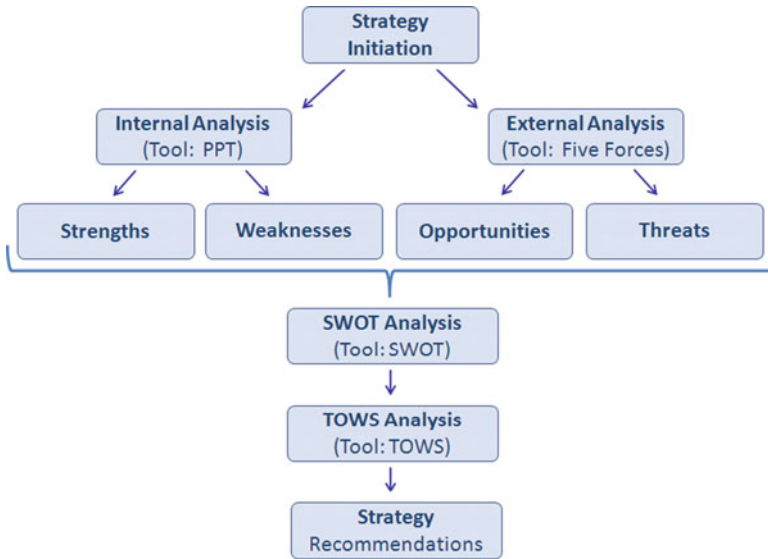 Strategy
Initiation
Internal Analysis
(Tool: PPT)
External Analysis
(Tool: Five Forces)
Strengths
Weaknesses
Opportunities
Threats
SWOT Analysis
(Tool: SWOT)
TOWS Analysis
(Tool: TOWS)
Strategy
Recommendations